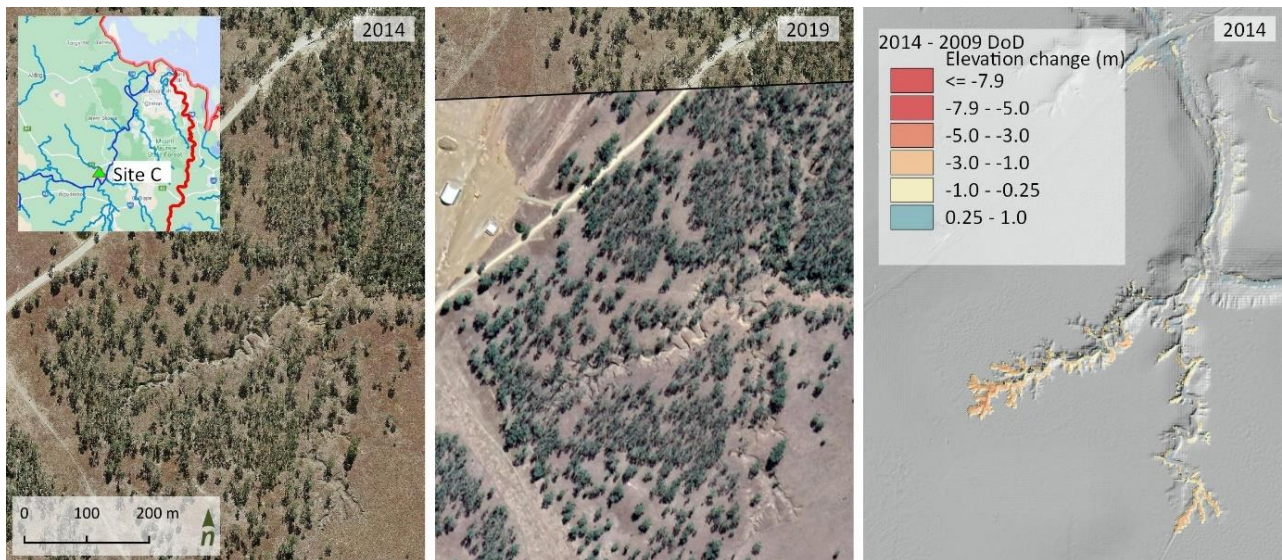 2014
Site C
0 100 200 m
n
2019
2014
2014 - 2009 DoD
Elevation change (m)
<= -7.9
-7.9 - -5.0
-5.0 - -3.0
-3.0 - -1.0
-1.0 - -0.25
0.25 - 1.0